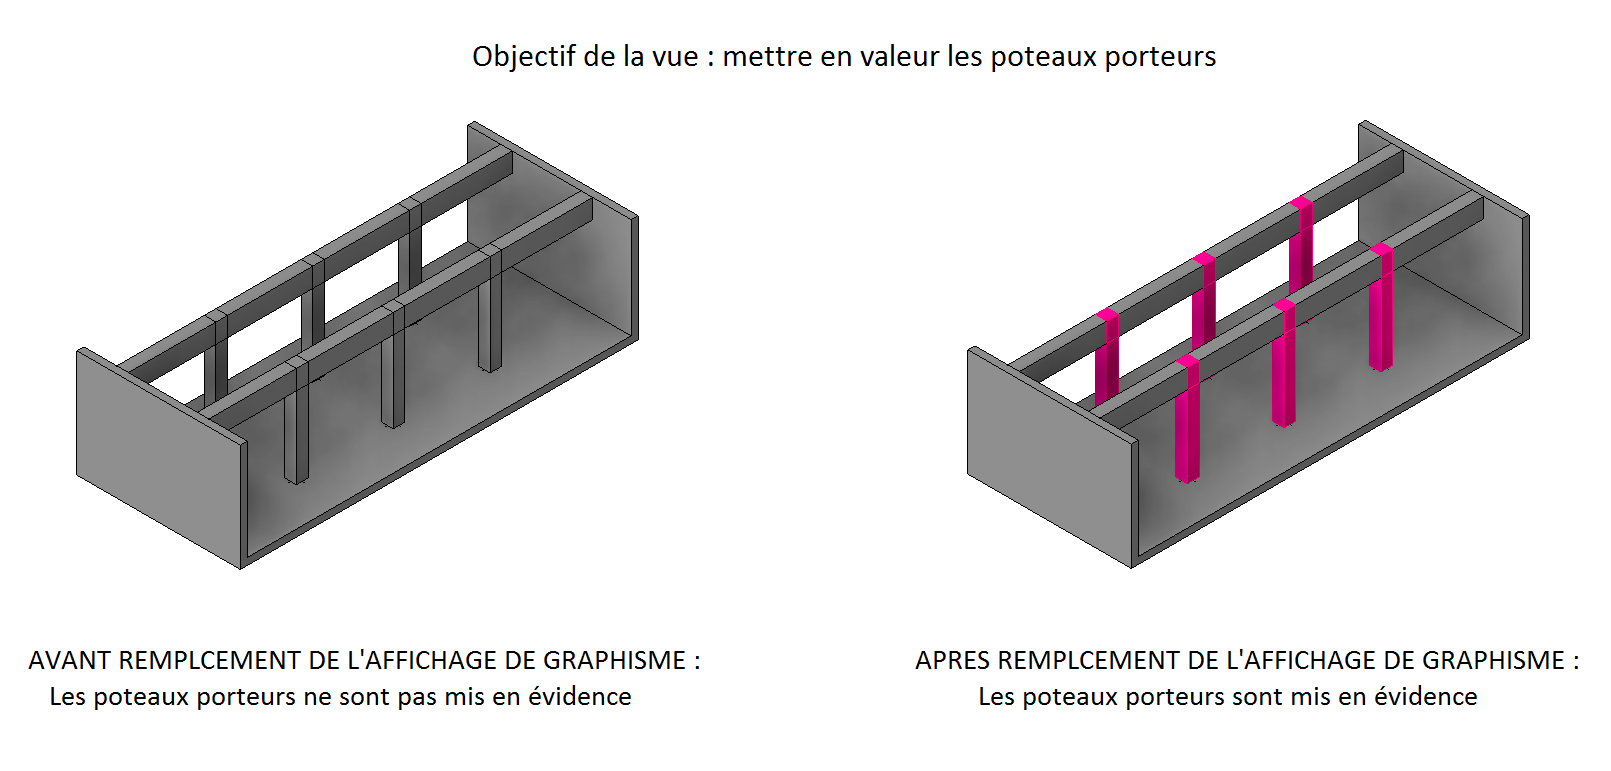 Objectif de la vue : mettre en valeur les poteaux porteurs
AVANT REMPLCEMENT DE L'AFFICHAGE DE GRAPHISME :
Les poteaux porteurs ne sont pas mis en évidence
APRES REMPLCEMENT DE L'AFFICHAGE DE GRAPHISME :
Les poteaux porteurs sont mis en évidence